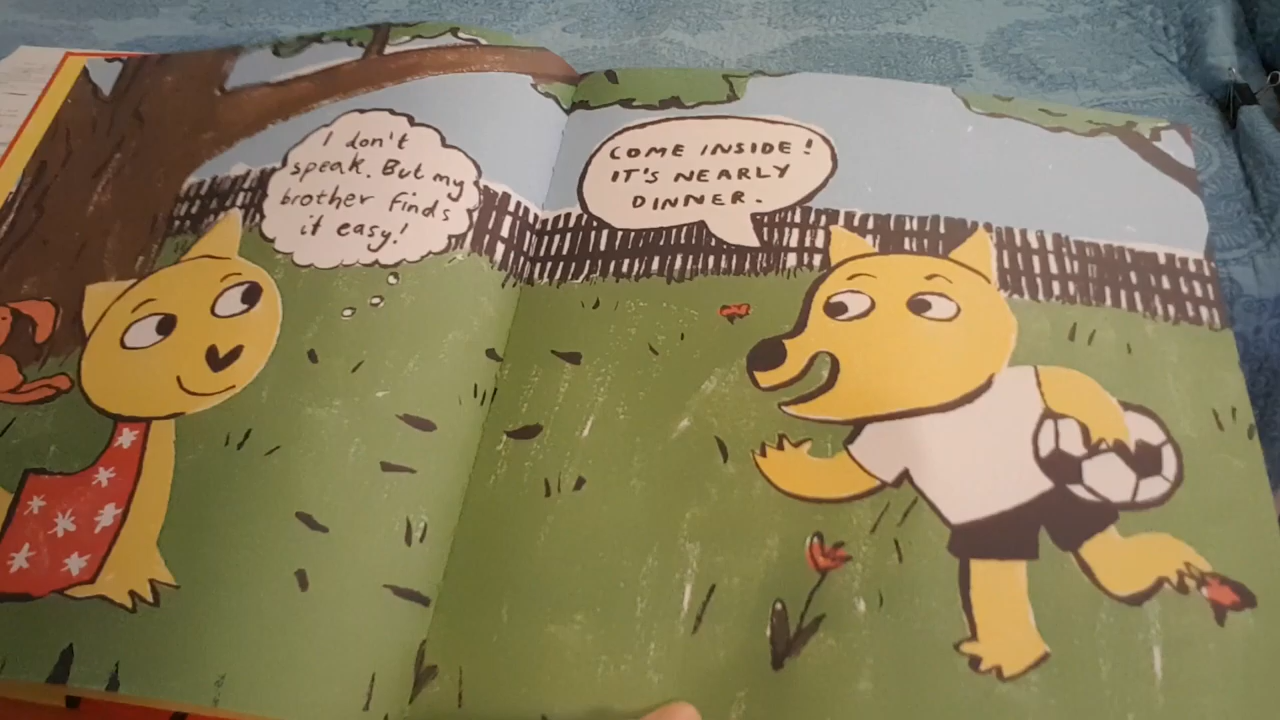 I don't
speak. But my
brother finds
it easy!
COME INSIDE!
IT'S NEARLY
DINNER.